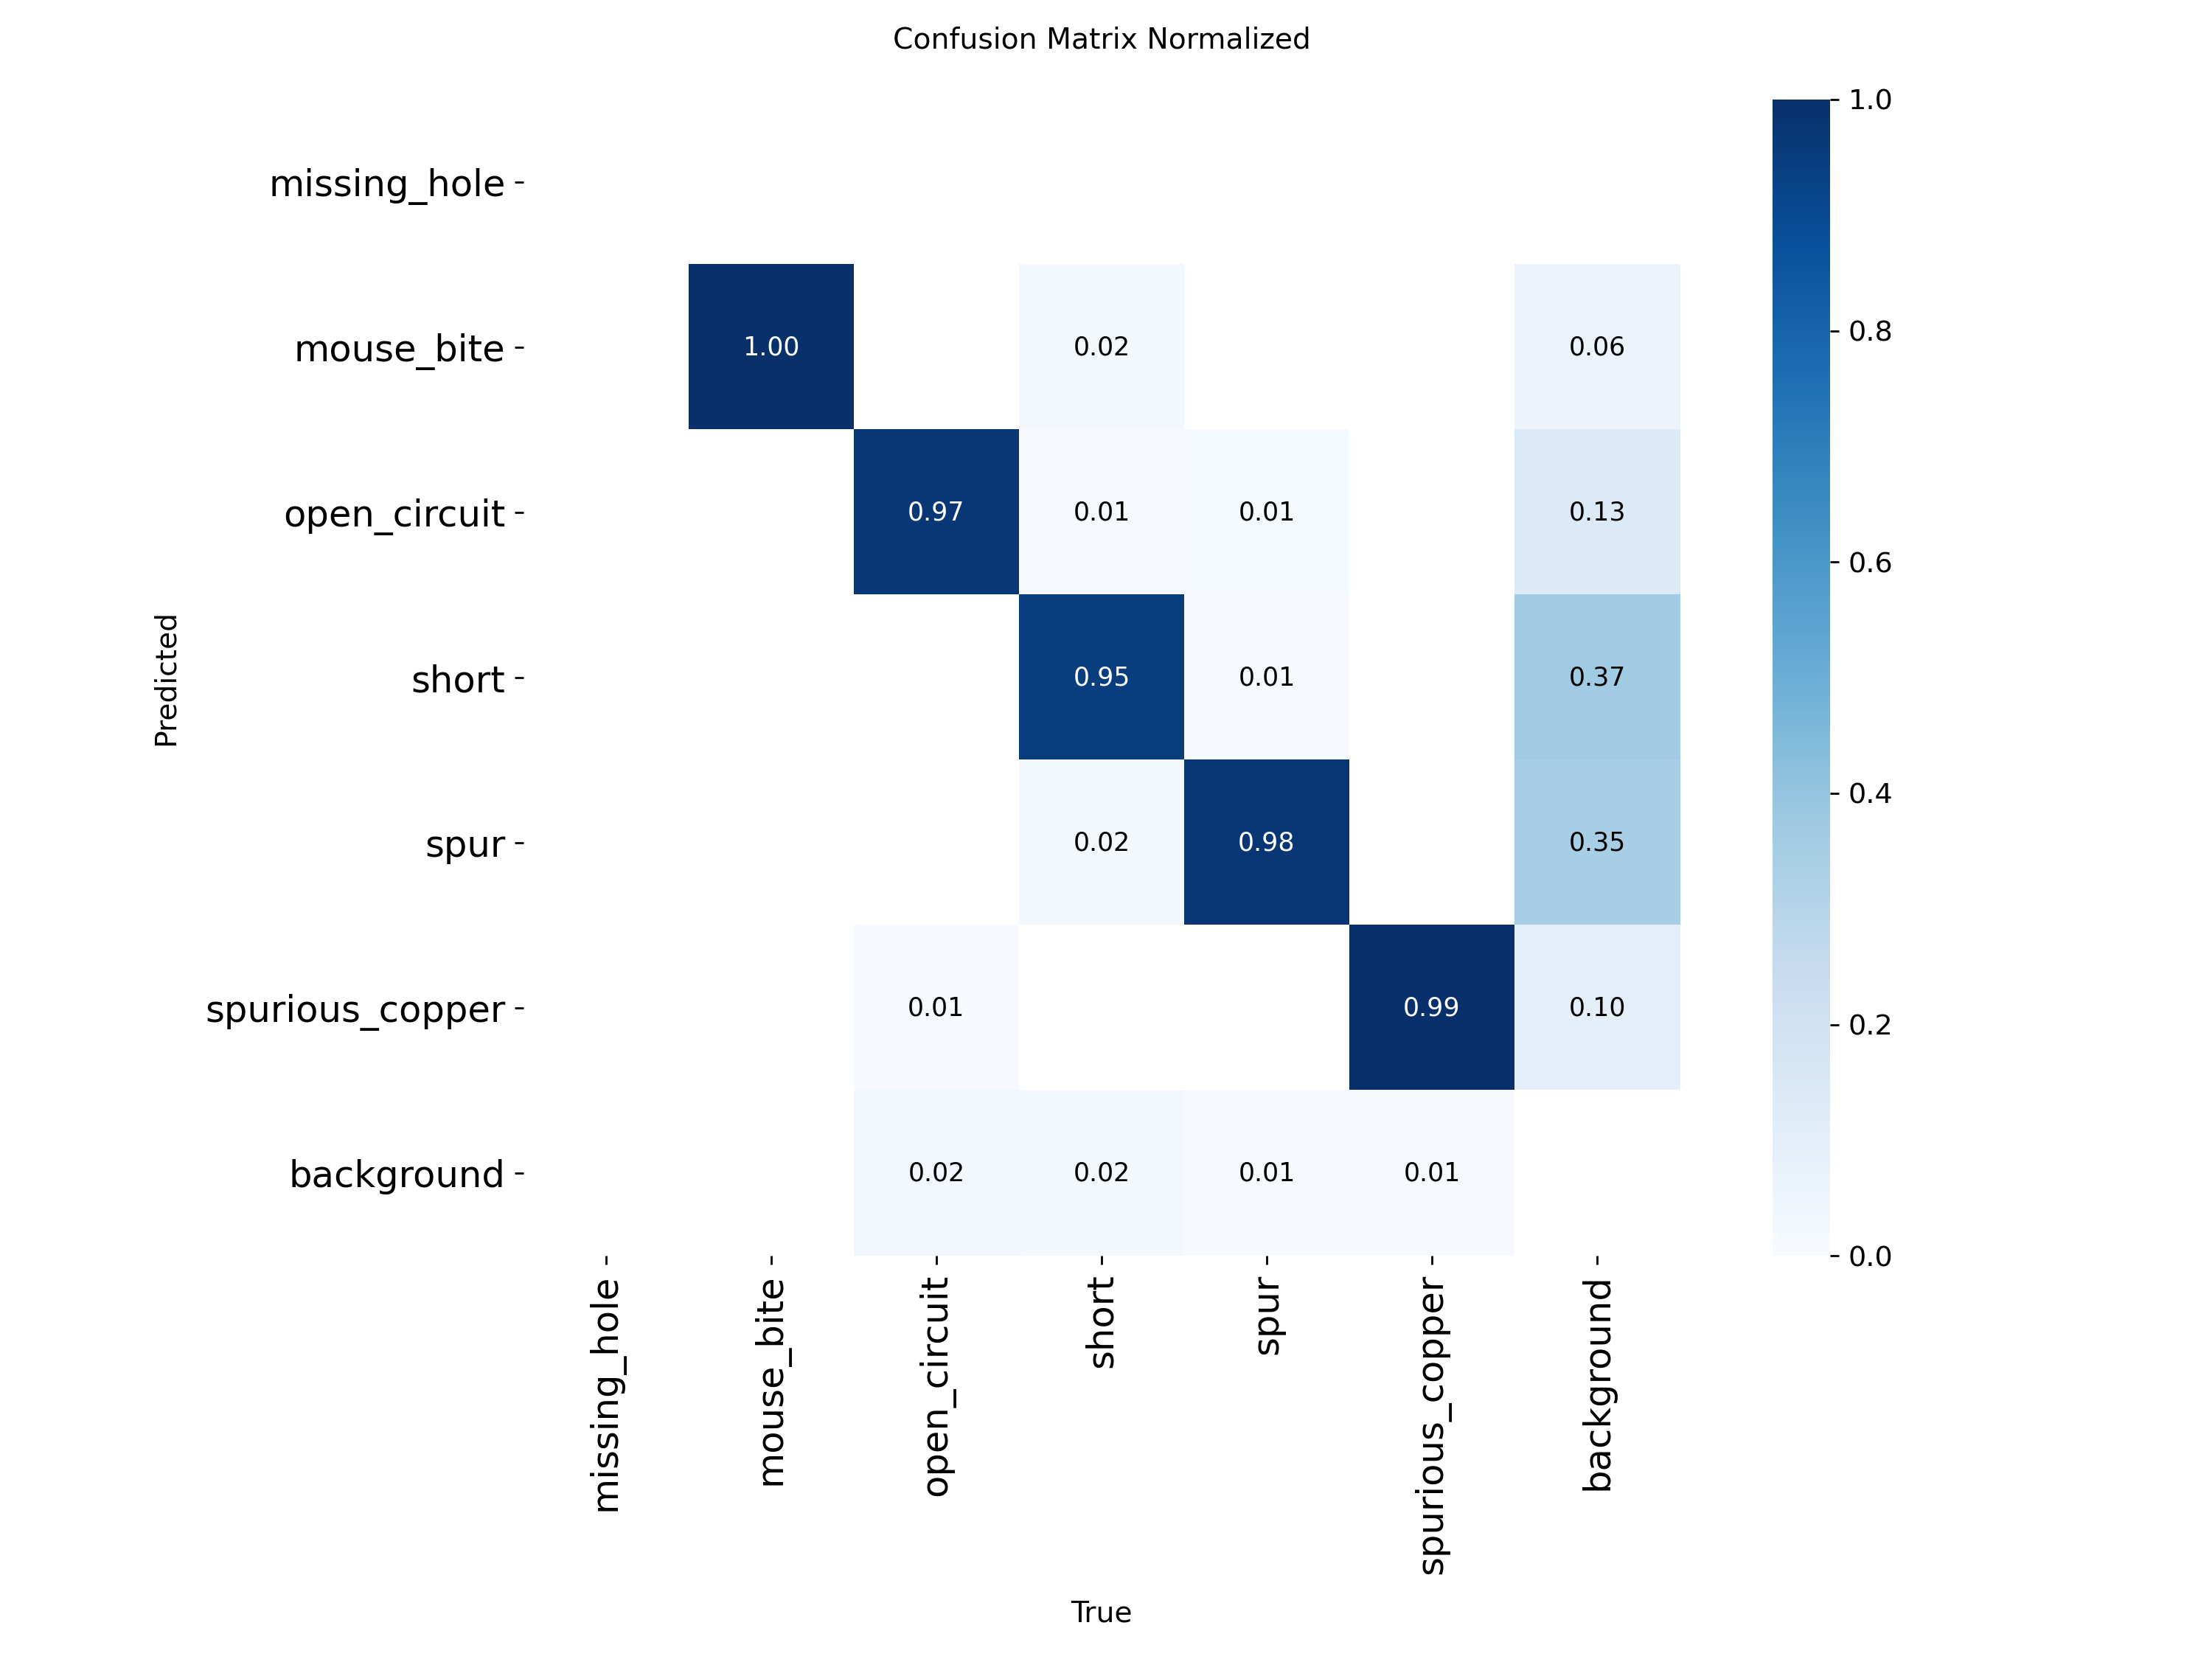 Confusion Matrix Normalized
missing_hole
mouse_bite 1.00 0.02 0.06
open_circuit 0.97 0.01 0.01 0.13
short 0.95 0.01 0.37
spur 0.02 0.98 0.35
spurious_copper 0.01 0.99 0.10
background 0.02 0.02 0.01 0.01
Predicted
missing_hole
mouse_bite
open_circuit
short
spur
spurious_copper
background
True
1.0
0.8
0.6
0.4
0.2
0.0